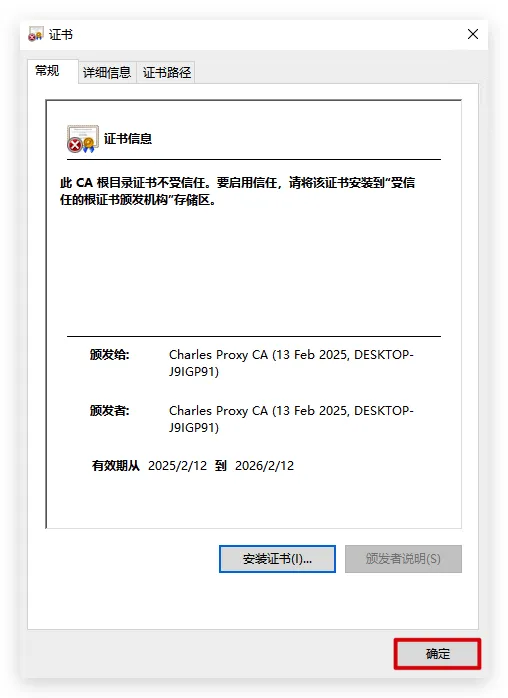 证书
常规 详细信息 证书路径
证书信息
此 CA 根目录证书不受信任。要启用信任，请将该证书安装到“受信
任的根证书颁发机构”存储区。
颁发给: Charles Proxy CA (13 Feb 2025, DESKTOP-
J9IGP91)
颁发者: Charles Proxy CA (13 Feb 2025, DESKTOP-
J9IGP91)
有效期从 2025/2/12 到 2026/2/12
安装证书(I)... 颁发者说明(S)
确定